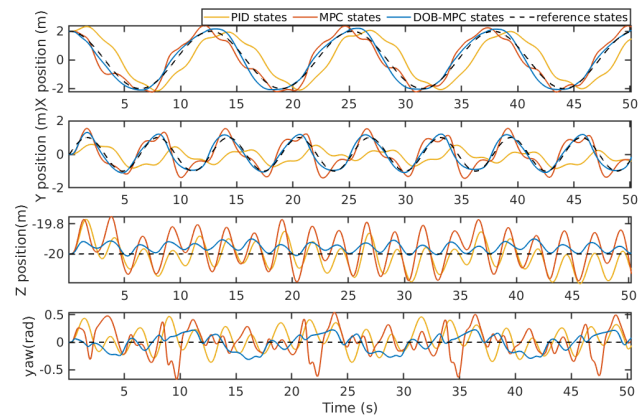 PID states MPC states DOB-MPC states reference states
X position (m)
2
0
-2
5 10 15 20 25 30 35 40 45 50
Y position (m)
2
0
-2
5 10 15 20 25 30 35 40 45 50
Z position(m)
-19.8
-20
5 10 15 20 25 30 35 40 45 50
yaw(rad)
0.5
0
-0.5
5 10 15 20 25 30 35 40 45 50
Time (s)